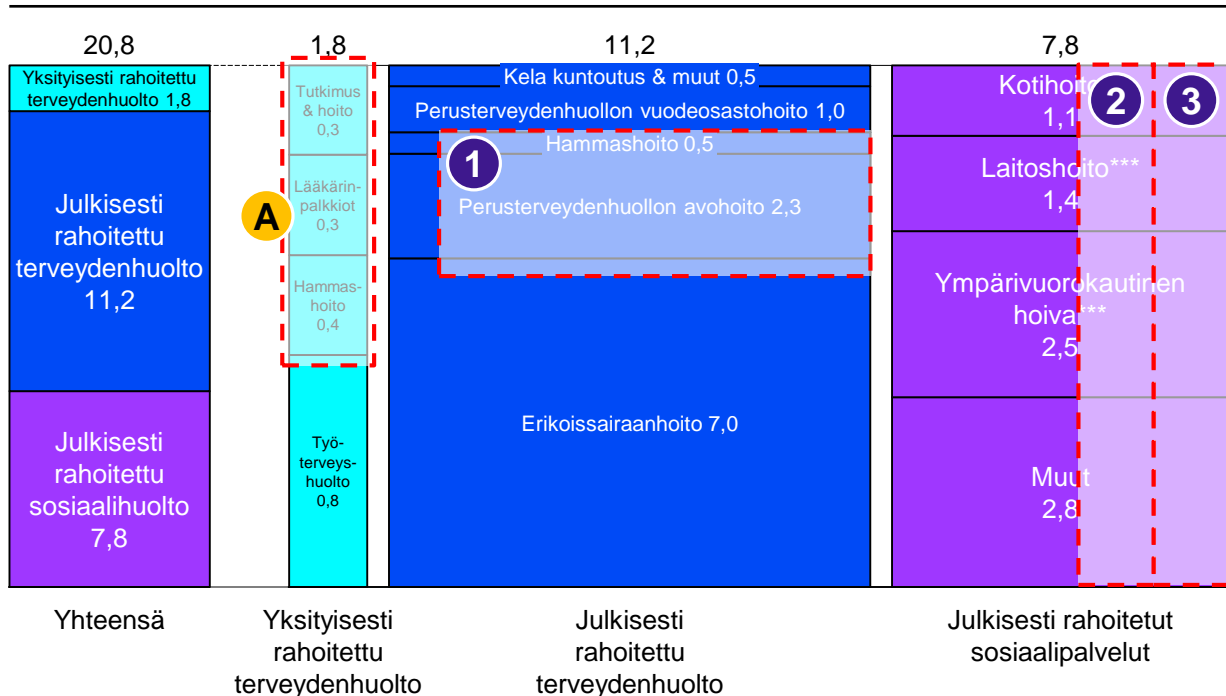 20,8
1,8
11,2
7,8
Yksityisesti rahoitettu
terveydenhuolto 1,8
Julkisesti
rahoitettu
terveydenhuolto
11,2
Julkisesti
rahoitettu
sosiaalihuolto
7,8
A
Tutkimus
& hoito
0,3
Lääkärin-
palkkiot
0,3
Hammas-
hoito
0,4
Työ-
terveys-
huolto
0,8
Kela kuntoutus & muut 0,5
Perusterveydenhuollon vuodeosastohoito 1,0
1
Hammashoito 0,5
Perusterveydenhuollon avohoito 2,3
Erikoissairaanhoito 7,0
Kotihoito
1,1
2
3
Laitoshoito***
1,4
Ympärivuorokautinen
hoiva***
2,5
Muut
2,8
Yhteensä
Yksityisesti
rahoitettu
terveydenhuolto
Julkisesti
rahoitettu
terveydenhuolto
Julkisesti rahoitetut
sosiaalipalvelut